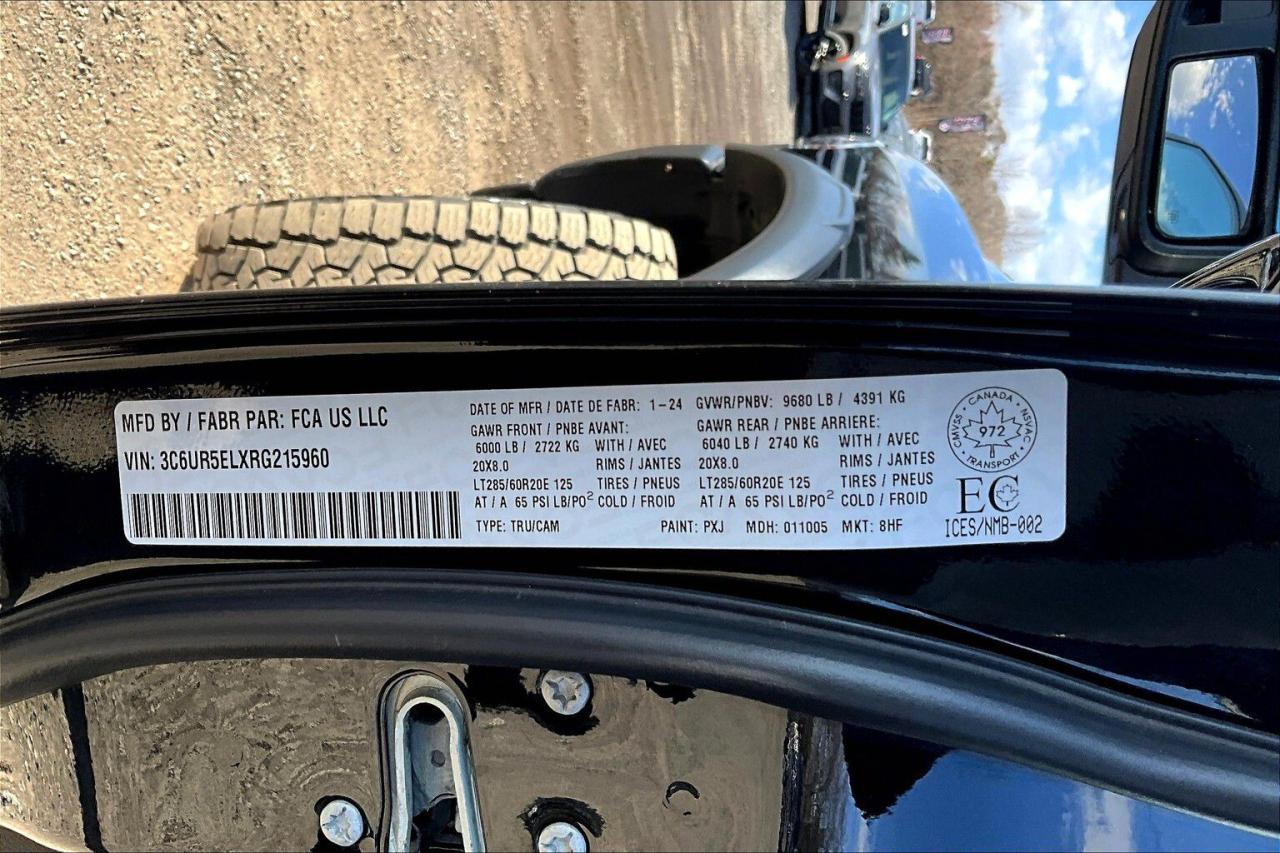 MFD BY / FABR PAR: FCA US LLC
VIN: 3C6UR5ELXRG215960
DATE OF MFR / DATE DE FABR: 1-24
GVWR/PNBV: 9680 LB / 4391 KG
GAWR FRONT / PNBE AVANT:
6000 LB / 2722 KG WITH / AVEC
20X8.0 RIMS / JANTES
LT285/60R20E 125 TIRES / PNEUS
AT / A 65 PSI LB/PO² COLD / FROID
GAWR REAR / PNBE ARRIERE:
6040 LB / 2740 KG WITH / AVEC
20X8.0 RIMS / JANTES
LT285/60R20E 125 TIRES / PNEUS
AT / A 65 PSI LB/PO² COLD / FROID
TYPE: TRU/CAM PAINT: PXJ MDH: 011005 MKT: 8HF
CANADA
CMVSS
NSVAC
972
TRANSPORT
EC
ICES/NMB-002